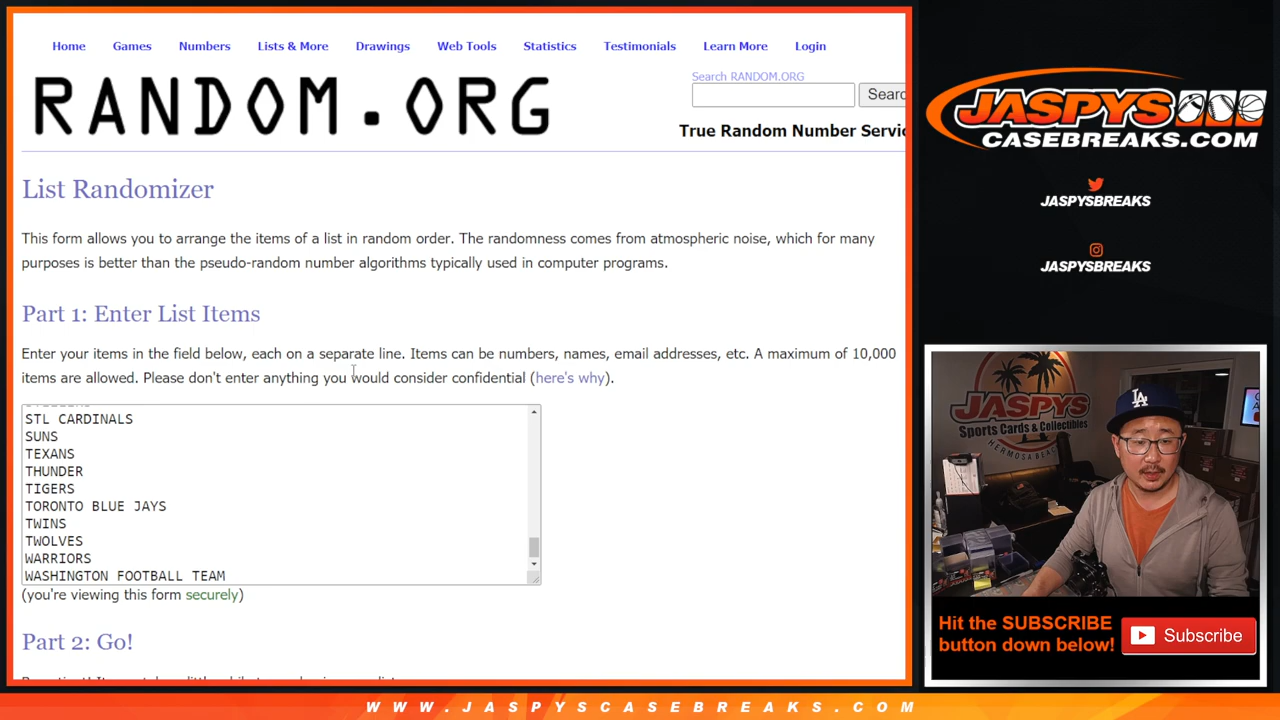 Home Games Numbers Lists & More Drawings Web Tools Statistics Testimonials Learn More Login
RANDOM.ORG
Search RANDOM.ORG
Searc
True Random Number Servic
List Randomizer
This form allows you to arrange the items of a list in random order. The randomness comes from atmospheric noise, which for many
purposes is better than the pseudo-random number algorithms typically used in computer programs.
Part 1: Enter List Items
Enter your items in the field below, each on a separate line. Items can be numbers, names, email addresses, etc. A maximum of 10,000
items are allowed. Please don't enter anything you would consider confidential (here's why).
STL CARDINALS
SUNS
TEXANS
THUNDER
TIGERS
TORONTO BLUE JAYS
TWINS
TWOLVES
WARRIORS
WASHINGTON FOOTBALL TEAM
(you're viewing this form securely)
Part 2: Go!
JASPYS
CASEBREAKS.COM
JASPYSBREAKS
JASPYSBREAKS
JASPYS
Sports Cards & Collectibles
HERMOSA BEACH
LA
Hit the SUBSCRIBE
button down below!
Subscribe
WWW.JASPYSCASEBREAKS.COM